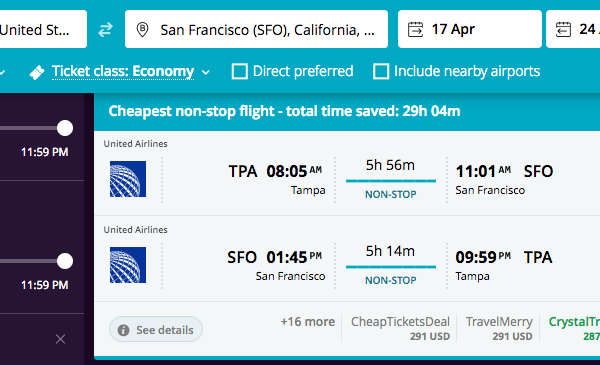 United St...
San Francisco (SFO), California, ...
17 Apr
24
Ticket class: Economy
Direct preferred
Include nearby airports
Cheapest non-stop flight - total time saved: 29h 04m
11:59 PM
United Airlines
TPA 08:05 AM
Tampa
5h 56m
NON-STOP
11:01 AM SFO
San Francisco
United Airlines
SFO 01:45 PM
San Francisco
5h 14m
NON-STOP
09:59 PM TPA
Tampa
11:59 PM
See details
+16 more
CheapTicketsDeal
291 USD
TravelMerry
291 USD
CrystalTr
287